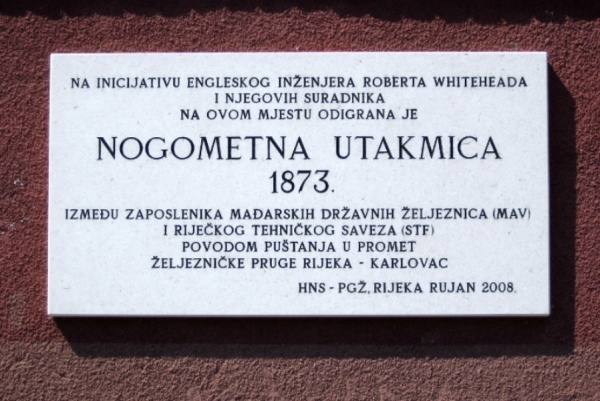 NA INICIJATIVU ENGLESKOG INŽENJERA ROBERTA WHITEHEADA
I NJEGOVIH SURADNIKA
NA OVOM MJESTU ODIGRANA JE
NOGOMETNA UTAKMICA
1873.
IZMEĐU ZAPOSLENIKA MAĐARSKIH DRŽAVNIH ŽELJEZNICA (MAV)
I RIJEČKOG TEHNIČKOG SAVEZA (STF)
POVODOM PUŠTANJA U PROMET
ŽELJEZNIČKE PRUGE RIJEKA - KARLOVAC
HNS - PGŽ, RIJEKA RUJAN 2008.